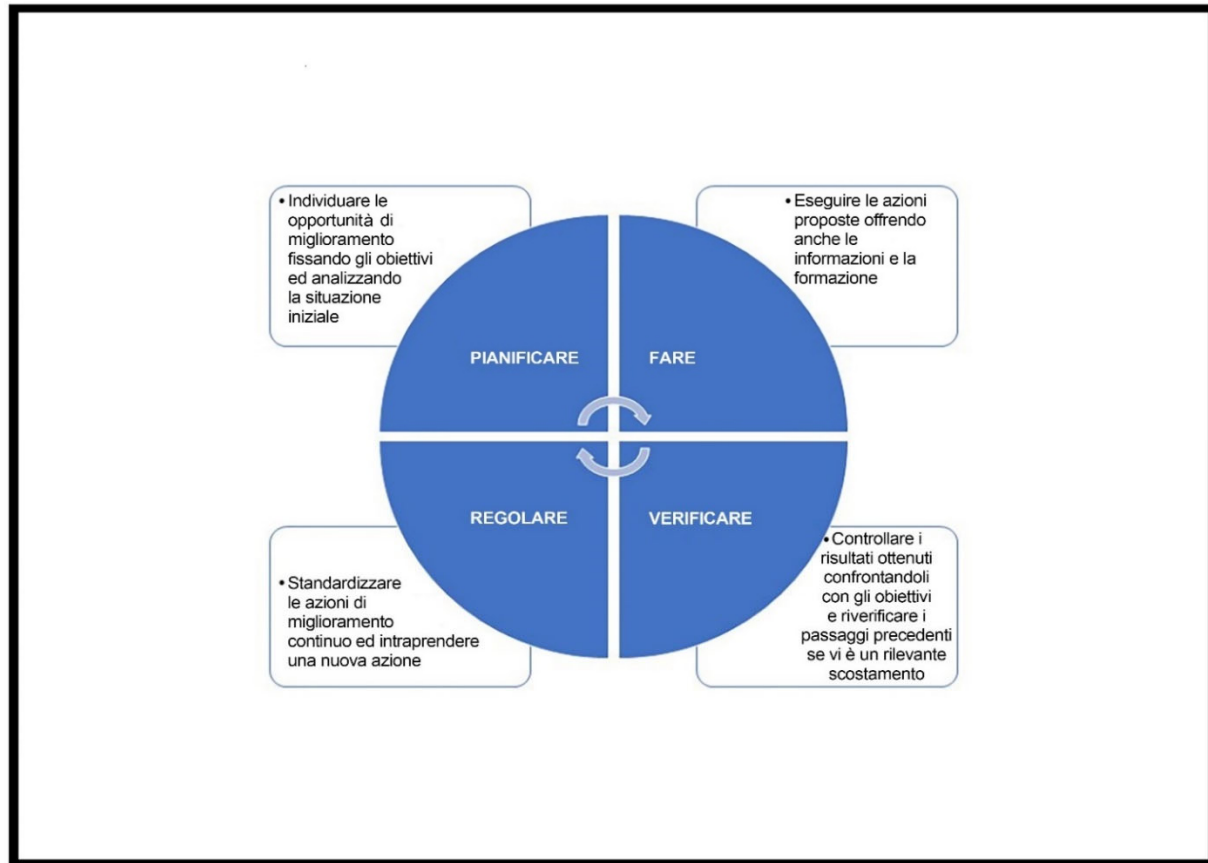 • Individuare le
opportunità di
miglioramento
fissando gli obiettivi
ed analizzando
la situazione
iniziale
• Eseguire le azioni
proposte offrendo
anche le
informazioni e la
formazione
PIANIFICARE
FARE
REGOLARE
VERIFICARE
• Standardizzare
le azioni di
miglioramento
continuo ed intraprendere
una nuova azione
• Controllare i
risultati ottenuti
confrontandoli
con gli obiettivi
e riverificare i
passaggi precedenti
se vi è un rilevante
scostamento